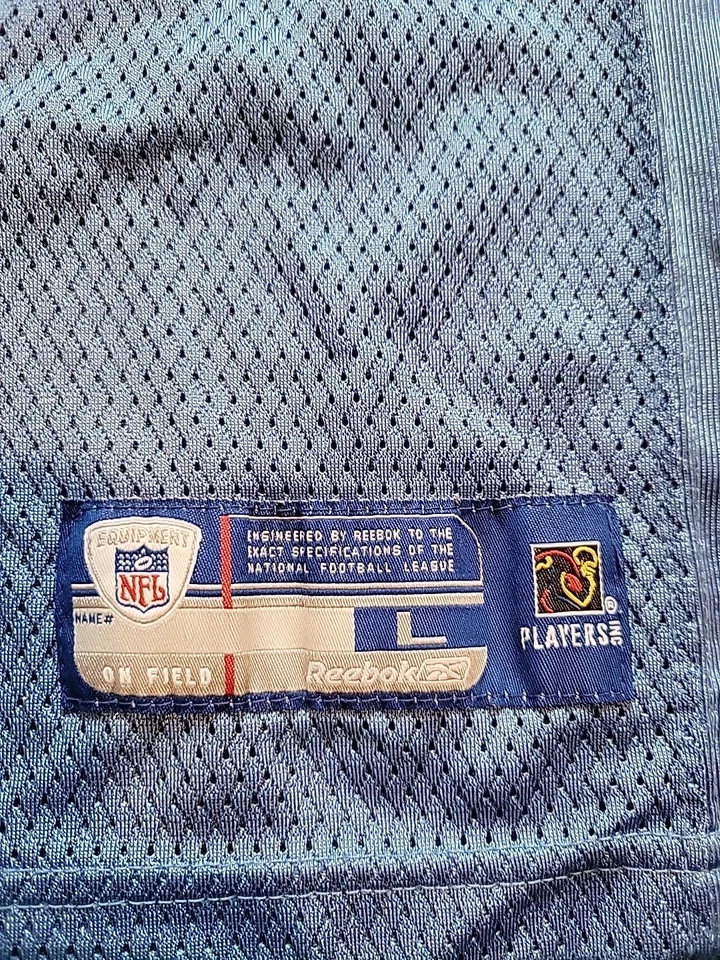 EQUIPMENT
NFL
ENGINEERED BY REEBOK TO THE
EXACT SPECIFICATIONS OF THE
NATIONAL FOOTBALL LEAGUE
NAME#
L
ON FIELD
Reebok
®
PLAYERS INC